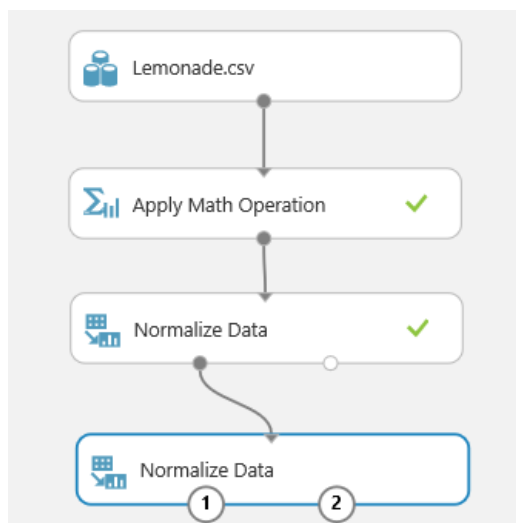 Lemonade.csv
Apply Math Operation
Normalize Data
Normalize Data
1 2